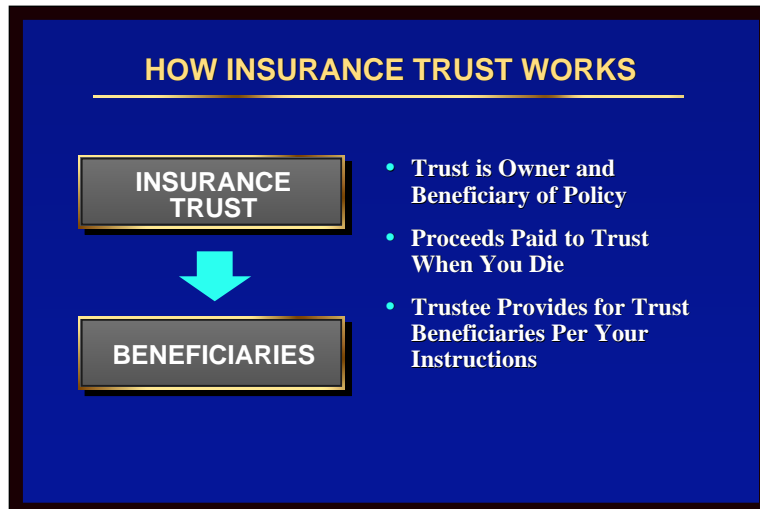 HOW INSURANCE TRUST WORKS
INSURANCE
TRUST
BENEFICIARIES
• Trust is Owner and
Beneficiary of Policy
• Proceeds Paid to Trust
When You Die
• Trustee Provides for Trust
Beneficiaries Per Your
Instructions